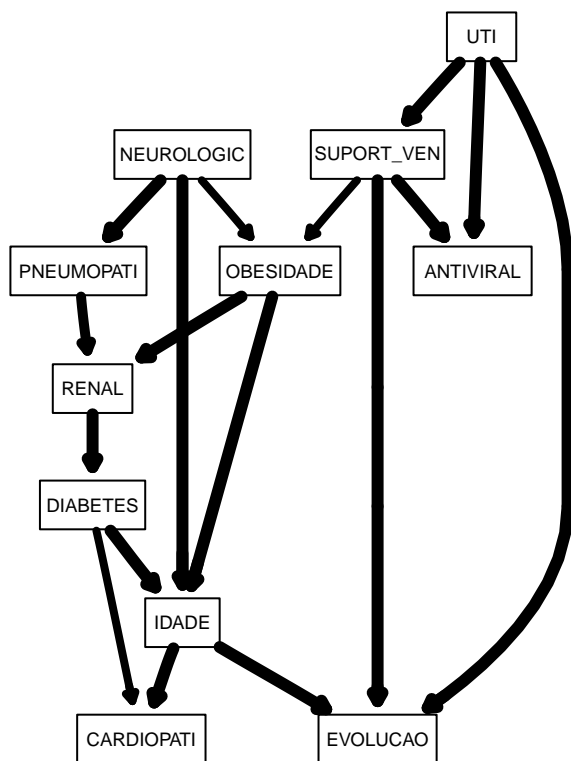 UTI
NEUROLOGIC
SUPORT_VEN
PNEUMOPATI
OBESIDADE
ANTIVIRAL
RENAL
DIABETES
IDADE
CARDIOPATI
EVOLUCAO